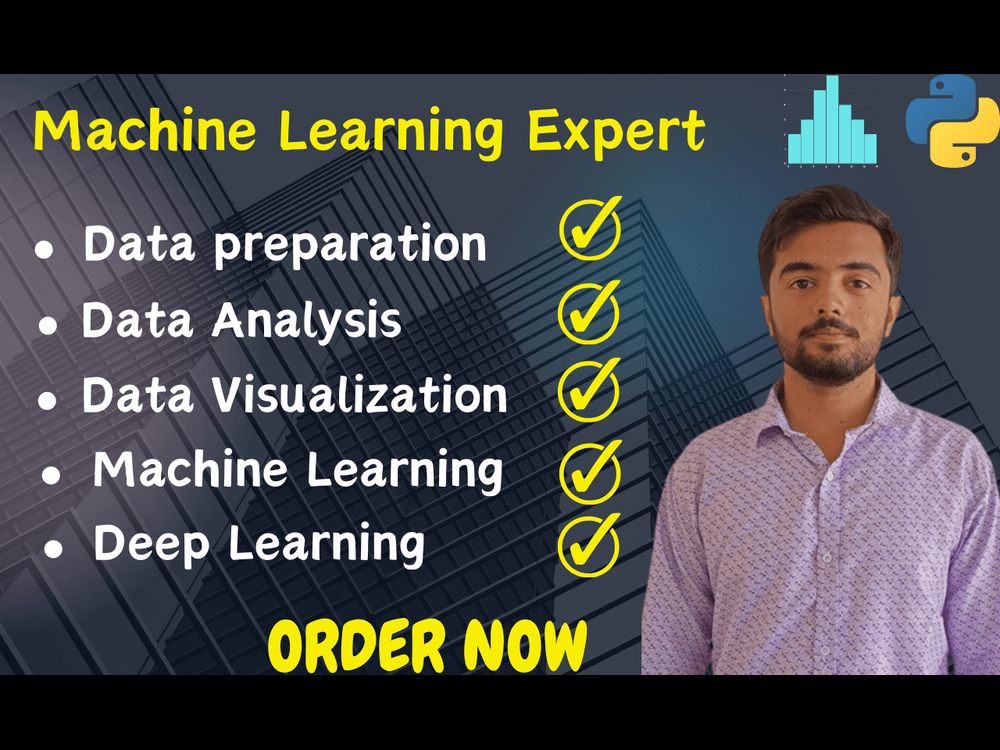 Machine Learning Expert
• Data preparation
• Data Analysis
• Data Visualization
• Machine Learning
• Deep Learning
ORDER NOW